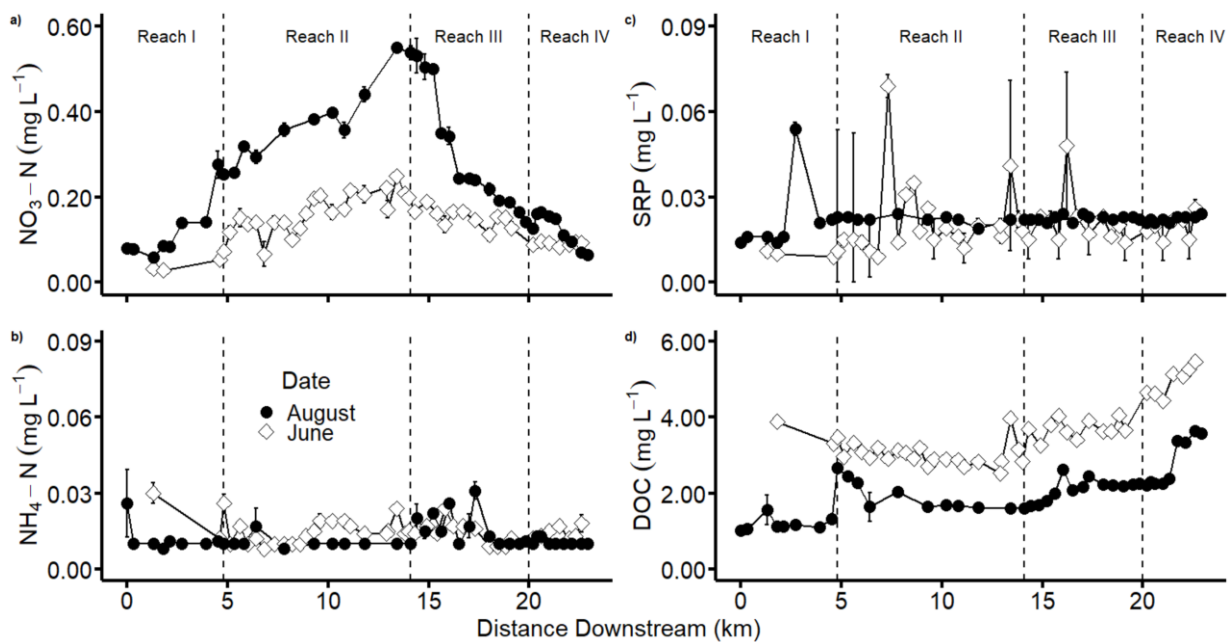 a)
Reach I
Reach II
Reach III
Reach IV
0.60
0.40
0.20
0.00
NO₃−N (mg L⁻¹)
c)
Reach I
Reach II
Reach III
Reach IV
0.09
0.06
0.03
0.00
SRP (mg L⁻¹)
b)
0.09
0.06
0.03
0.00
NH₄−N (mg L⁻¹)
Date
August
June
0
5
10
15
20
d)
6.00
4.00
2.00
0.00
DOC (mg L⁻¹)
0
5
10
15
20
Distance Downstream (km)